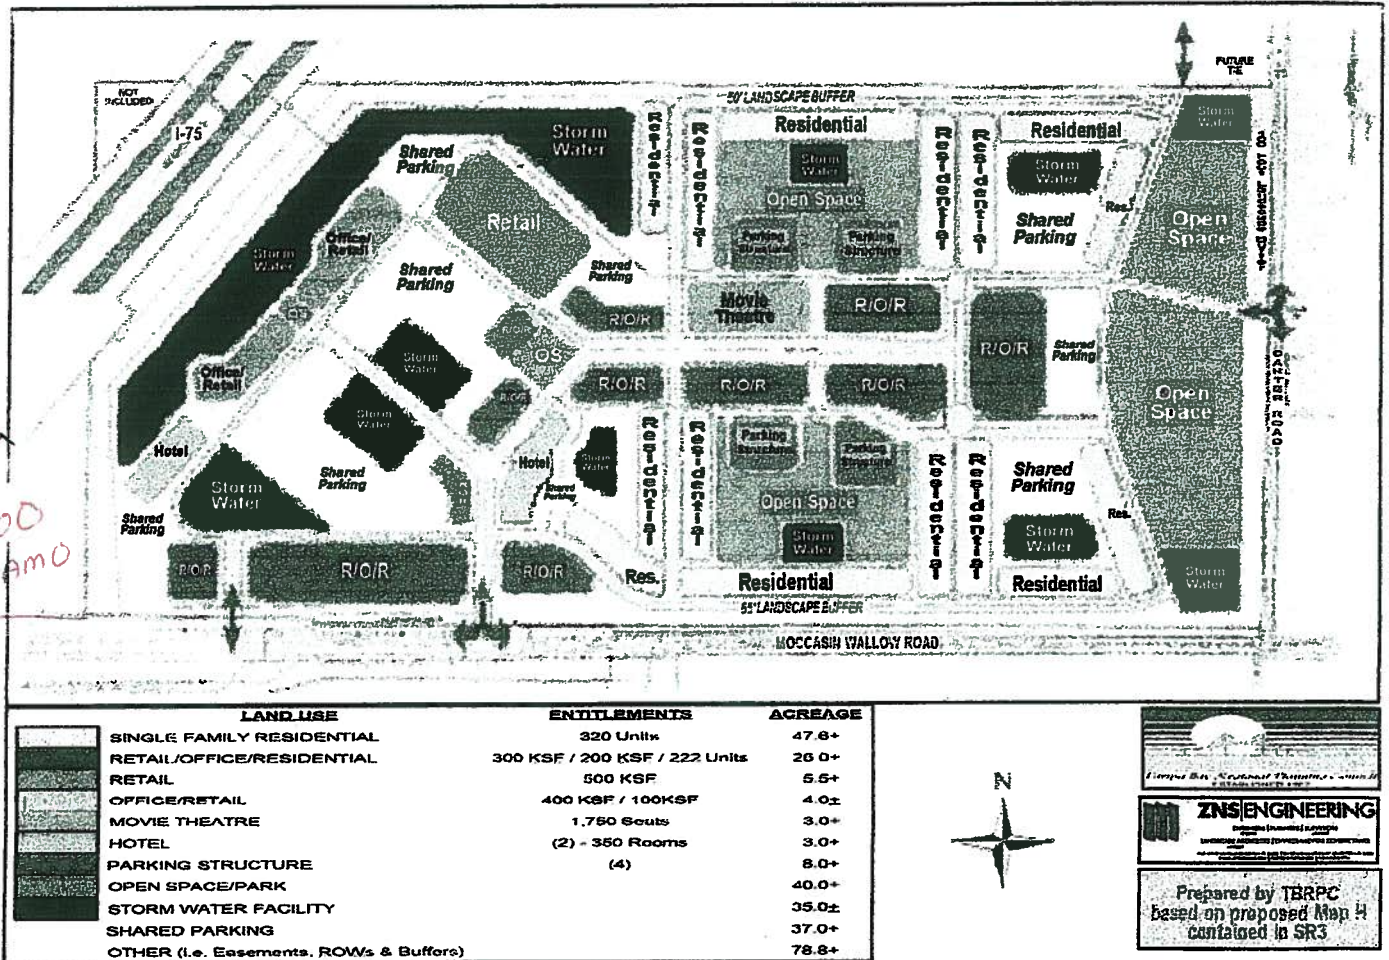 NOT
INCLUDED
I-75
50' LANDSCAPE BUFFER
FUTURE
TIE
Storm
Water
Storm
Water
Residential
Residential
Residential
Storm
Water
Open Space
Parking
Structure
Parking
Structure
Residential
Residential
Residential
Storm
Water
Shared
Parking
Res.
Storm
Water
Open
Space
Shared
Parking
Retail
Office/
Retail
Shared
Parking
Shared
Parking
OS
Office/
Retail
R/O/R
Movie
Theatre
R/O/R
R/O/R
OS
R/O/R
Shared
Parking
Storm
Water
Storm
Water
R/O/R
R/O/R
R/O/R
R/O/R
Open
Space
CARTER ROAD
Hotel
Storm
Water
Shared
Parking
Shared
Parking
Hotel
Shared
Parking
Storm
Water
Residential
Residential
Parking
Structure
Parking
Structure
Open Space
Storm
Water
Residential
Residential
Residential
Shared
Parking
Storm
Water
Residential
Res.
Storm
Water
R/O/R
R/O/R
R/O/R
Res.
55' LANDSCAPE BUFFER
MOCCASIN WALLOW ROAD
LAND USE ENTITLEMENTS ACREAGE
SINGLE FAMILY RESIDENTIAL 320 Units 47.6±
RETAIL/OFFICE/RESIDENTIAL 300 KSF / 200 KSF / 222 Units 26.0±
RETAIL 500 KSF 5.5±
OFFICE/RETAIL 400 KSF / 100KSF 4.0±
MOVIE THEATRE 1,750 Seats 3.0±
HOTEL (2) - 350 Rooms 3.0±
PARKING STRUCTURE (4) 8.0±
OPEN SPACE/PARK 40.0±
STORM WATER FACILITY 35.0±
SHARED PARKING 37.0±
OTHER (i.e. Easements, ROWs & Buffers) 78.8±
N
Tampa Bay Regional Planning Council
ZNS ENGINEERING
Prepared by TBRPC
based on proposed Map H
contained in SR3